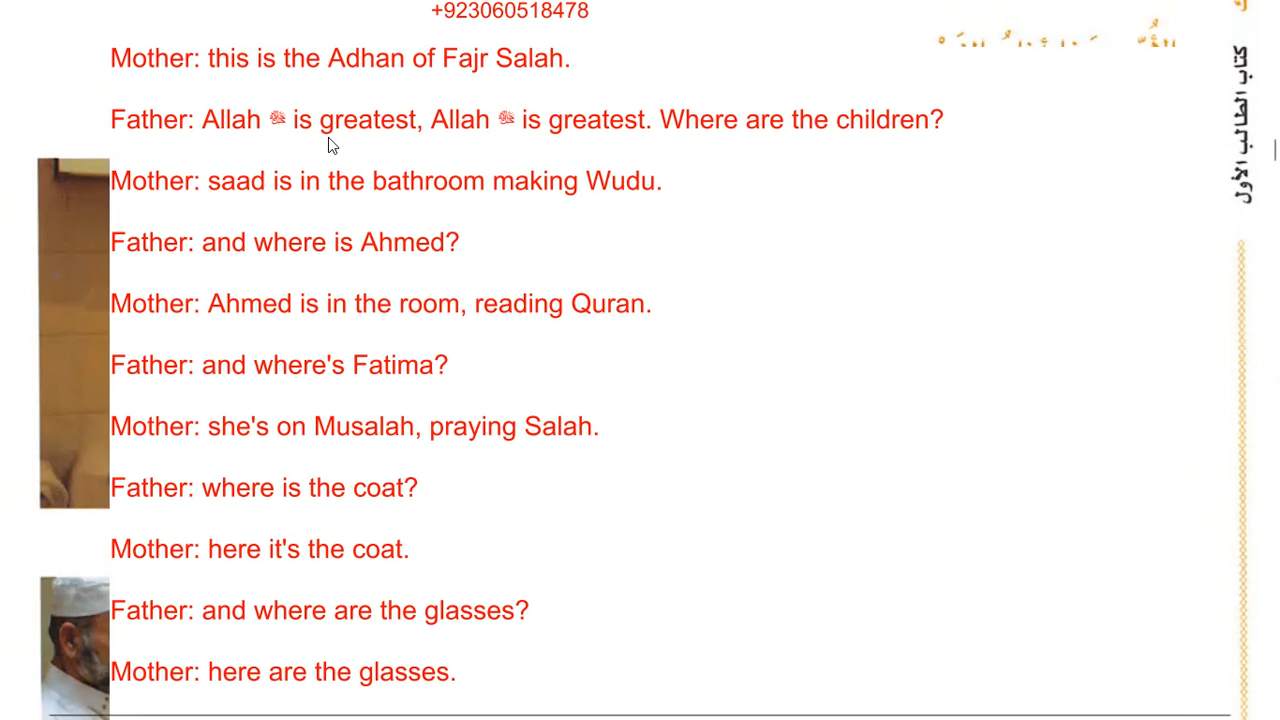 +923060518478
Mother: this is the Adhan of Fajr Salah.
Father: Allah ﷻ is greatest, Allah ﷻ is greatest. Where are the children?
Mother: saad is in the bathroom making Wudu.
Father: and where is Ahmed?
Mother: Ahmed is in the room, reading Quran.
Father: and where's Fatima?
Mother: she's on Musalah, praying Salah.
Father: where is the coat?
Mother: here it's the coat.
Father: and where are the glasses?
Mother: here are the glasses.
كتاب الطالب الأول